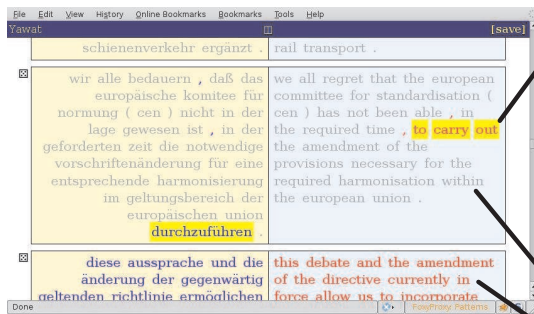 File Edit View History Online Bookmarks Bookmarks Tools Help
Yawat [save]
schienenverkehr ergänzt .
rail transport .
wir alle bedauern , daß das
europäische komitee für
normung ( cen ) nicht in der
lage gewesen ist , in der
geforderten zeit die notwendige
vorschriftenänderung für eine
entsprechende harmonisierung
im geltungsbereich der
europäischen union
durchzuführen .
we all regret that the european
committee for standardisation (
cen ) has not been able , in
the required time , to carry out
the amendment of the
provisions necessary for the
required harmonisation within
the european union .
diese aussprache und die
änderung der gegenwärtig
geltenden richtlinie ermöglichen
this debate and the amendment
of the directive currently in
force allow us to incorporate
Done FoxyProxy: Patterns